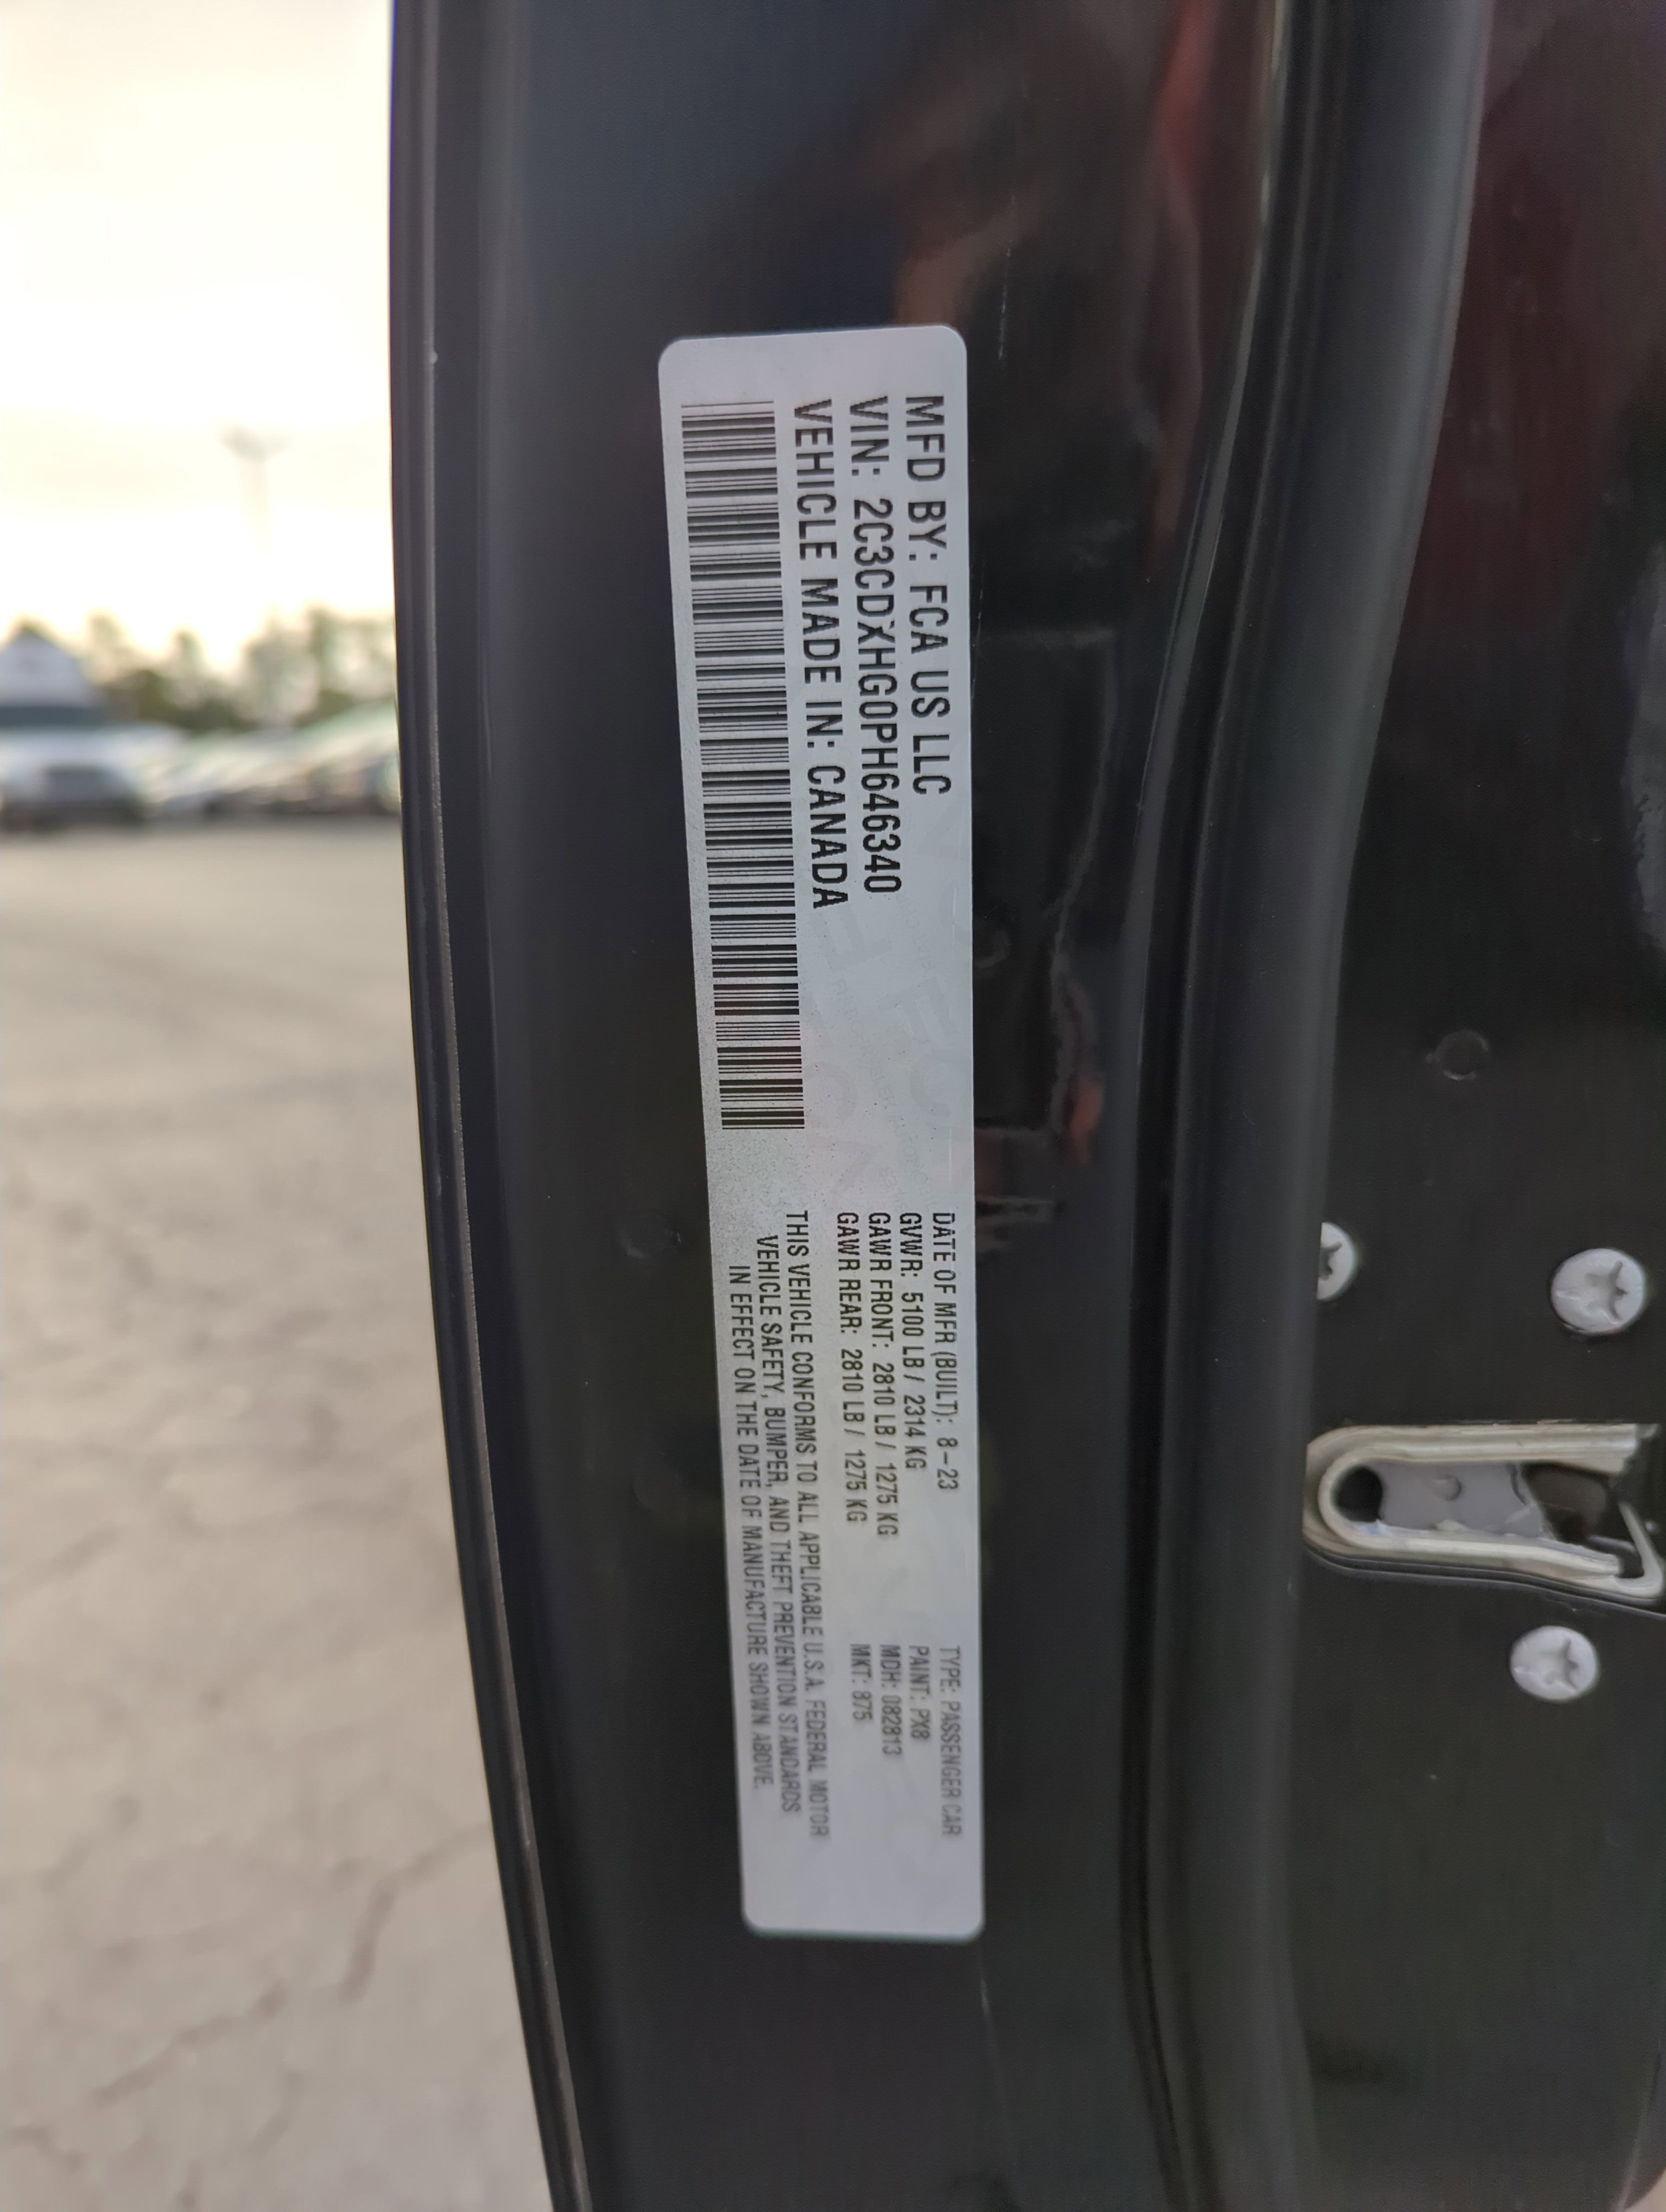 MFD BY: FCA US LLC
VIN: 2C3CDXHG0PH646340
VEHICLE MADE IN: CANADA
DATE OF MFR (BUILT): 8-23
GVWR: 5100 LB / 2314 KG
GAWR FRONT: 2810 LB / 1275 KG
GAWR REAR: 2810 LB / 1275 KG
TYPE: PASSENGER CAR
PAINT: PX8
MDH: 082813
MKT: 875
THIS VEHICLE CONFORMS TO ALL APPLICABLE U.S.A. FEDERAL MOTOR
VEHICLE SAFETY, BUMPER, AND THEFT PREVENTION STANDARDS
IN EFFECT ON THE DATE OF MANUFACTURE SHOWN ABOVE.